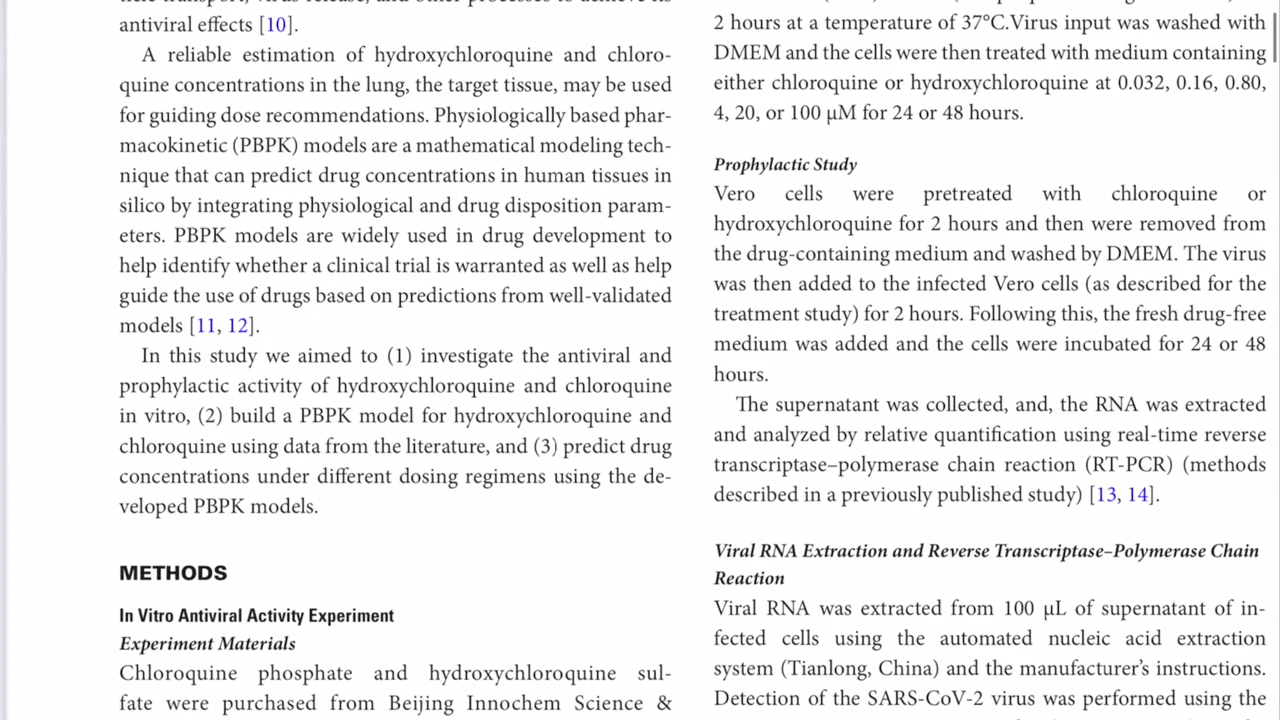 antiviral effects [10].
A reliable estimation of hydroxychloroquine and chloro-
quine concentrations in the lung, the target tissue, may be used
for guiding dose recommendations. Physiologically based phar-
macokinetic (PBPK) models are a mathematical modeling tech-
nique that can predict drug concentrations in human tissues in
silico by integrating physiological and drug disposition param-
eters. PBPK models are widely used in drug development to
help identify whether a clinical trial is warranted as well as help
guide the use of drugs based on predictions from well-validated
models [11, 12].
In this study we aimed to (1) investigate the antiviral and
prophylactic activity of hydroxychloroquine and chloroquine
in vitro, (2) build a PBPK model for hydroxychloroquine and
chloroquine using data from the literature, and (3) predict drug
concentrations under different dosing regimens using the de-
veloped PBPK models.
METHODS
In Vitro Antiviral Activity Experiment
Experiment Materials
Chloroquine phosphate and hydroxychloroquine sul-
fate were purchased from Beijing Innochem Science &
2 hours at a temperature of 37°C.Virus input was washed with
DMEM and the cells were then treated with medium containing
either chloroquine or hydroxychloroquine at 0.032, 0.16, 0.80,
4, 20, or 100 µM for 24 or 48 hours.
Prophylactic Study
Vero cells were pretreated with chloroquine or
hydroxychloroquine for 2 hours and then were removed from
the drug-containing medium and washed by DMEM. The virus
was then added to the infected Vero cells (as described for the
treatment study) for 2 hours. Following this, the fresh drug-free
medium was added and the cells were incubated for 24 or 48
hours.
The supernatant was collected, and, the RNA was extracted
and analyzed by relative quantification using real-time reverse
transcriptase–polymerase chain reaction (RT-PCR) (methods
described in a previously published study) [13, 14].
Viral RNA Extraction and Reverse Transcriptase–Polymerase Chain
Reaction
Viral RNA was extracted from 100 µL of supernatant of in-
fected cells using the automated nucleic acid extraction
system (Tianlong, China) and the manufacturer's instructions.
Detection of the SARS-CoV-2 virus was performed using the